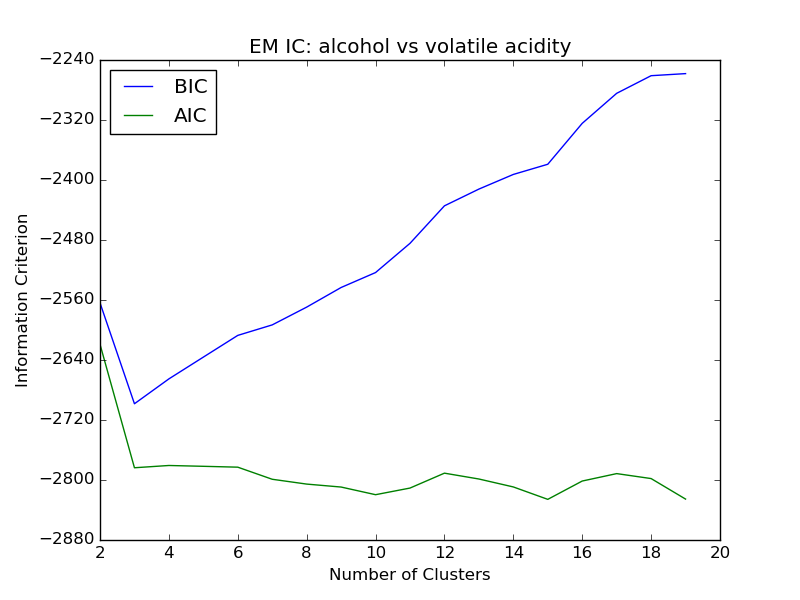 EM IC: alcohol vs volatile acidity
BIC
AIC
−2240
−2320
−2400
−2480
−2560
−2640
−2720
−2800
−2880
Information Criterion
2 4 6 8 10 12 14 16 18 20
Number of Clusters